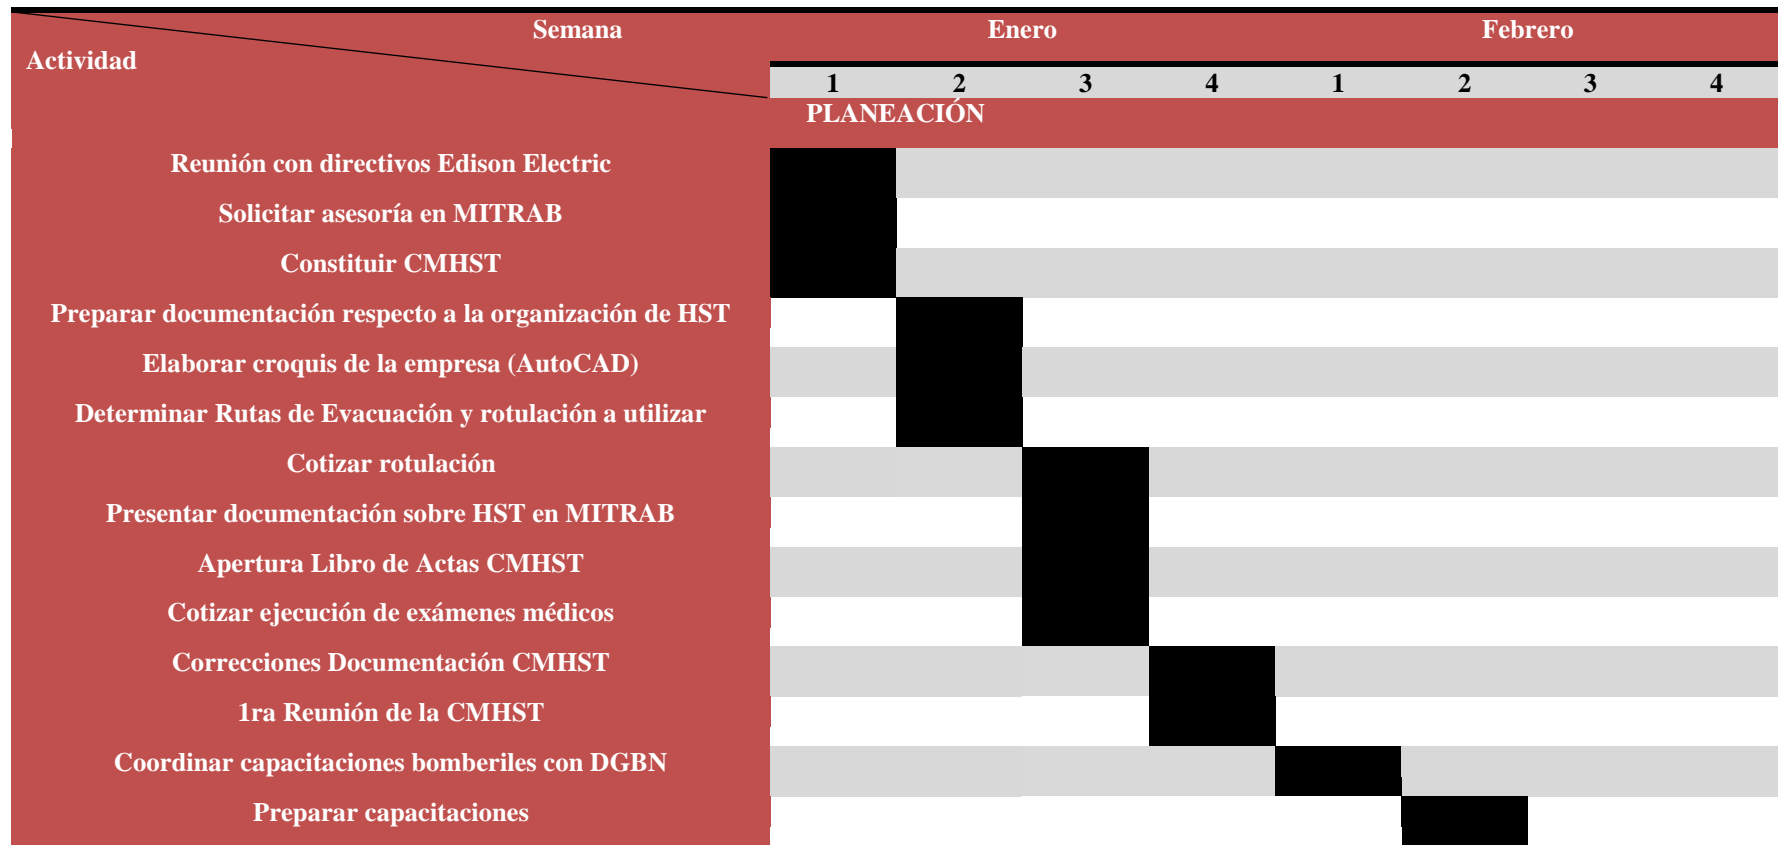 Semana Enero Febrero
Actividad
1 2 3 4 1 2 3 4
PLANEACIÓN
Reunión con directivos Edison Electric
Solicitar asesoría en MITRAB
Constituir CMHST
Preparar documentación respecto a la organización de HST
Elaborar croquis de la empresa (AutoCAD)
Determinar Rutas de Evacuación y rotulación a utilizar
Cotizar rotulación
Presentar documentación sobre HST en MITRAB
Apertura Libro de Actas CMHST
Cotizar ejecución de exámenes médicos
Correcciones Documentación CMHST
1ra Reunión de la CMHST
Coordinar capacitaciones bomberiles con DGBN
Preparar capacitaciones